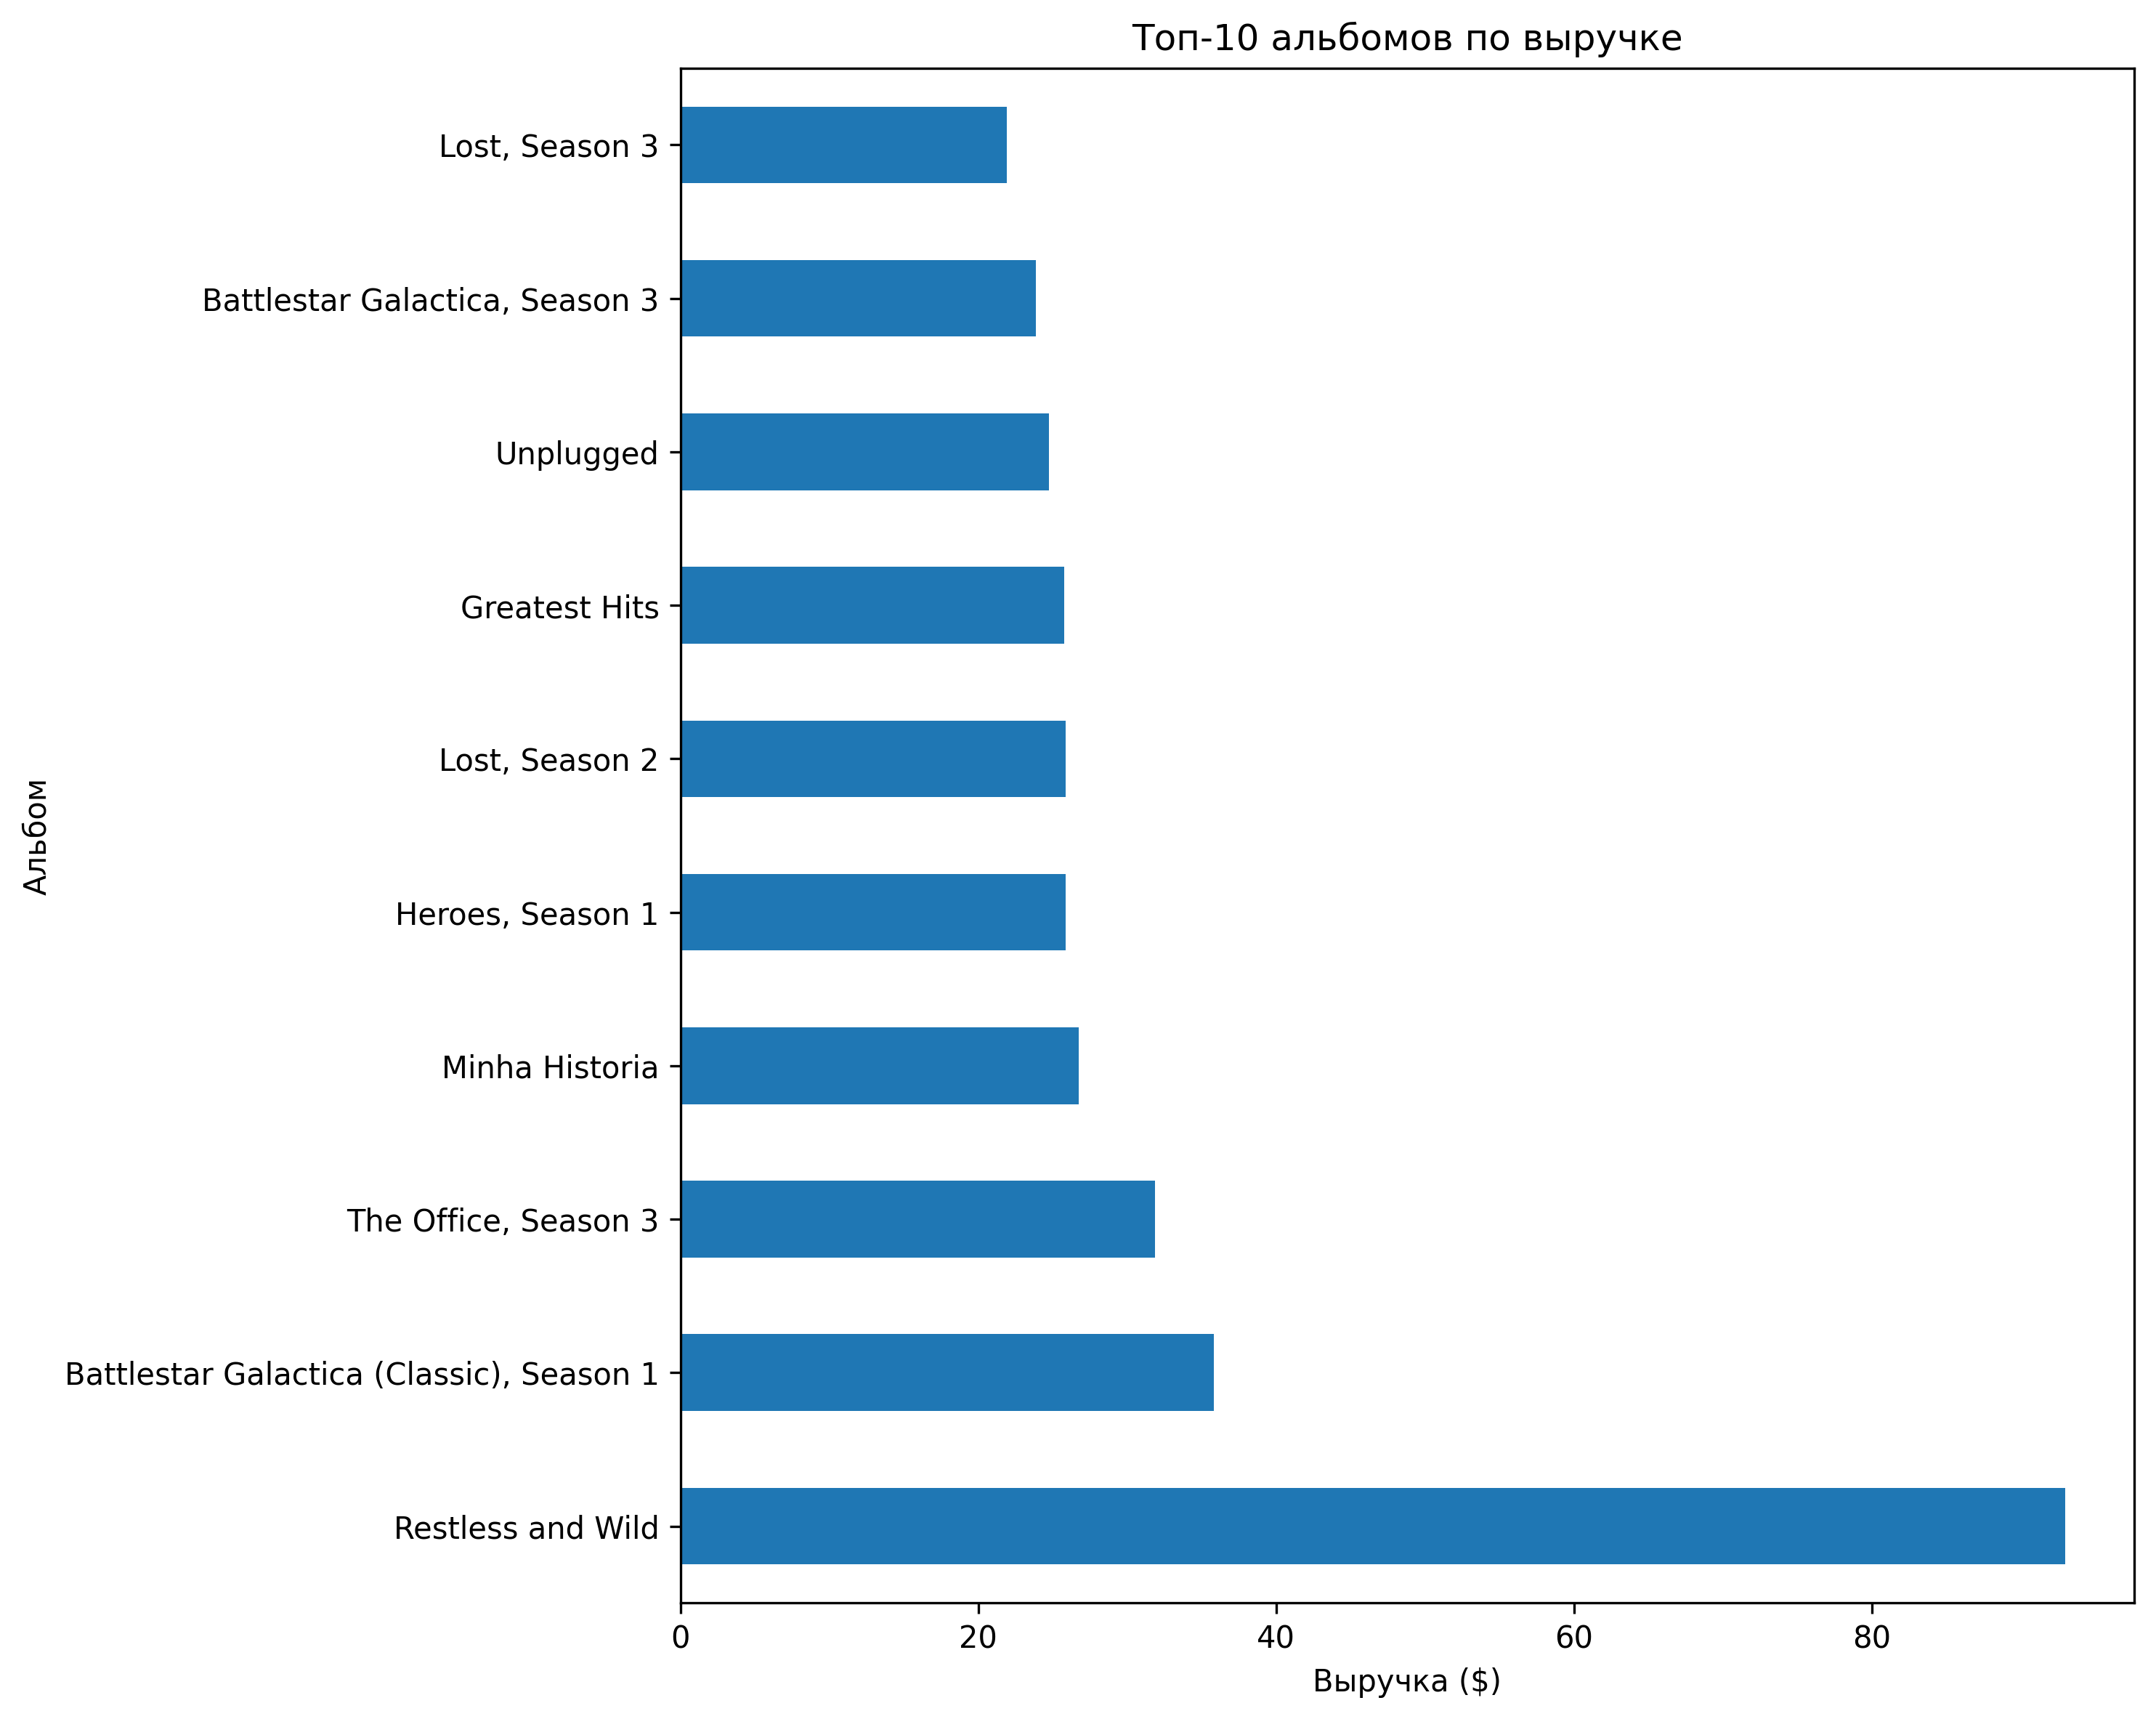 Топ-10 альбомов по выручке
Lost, Season 3
Battlestar Galactica, Season 3
Unplugged
Greatest Hits
Lost, Season 2
Heroes, Season 1
Minha Historia
The Office, Season 3
Battlestar Galactica (Classic), Season 1
Restless and Wild
Альбом
0 20 40 60 80
Выручка ($)